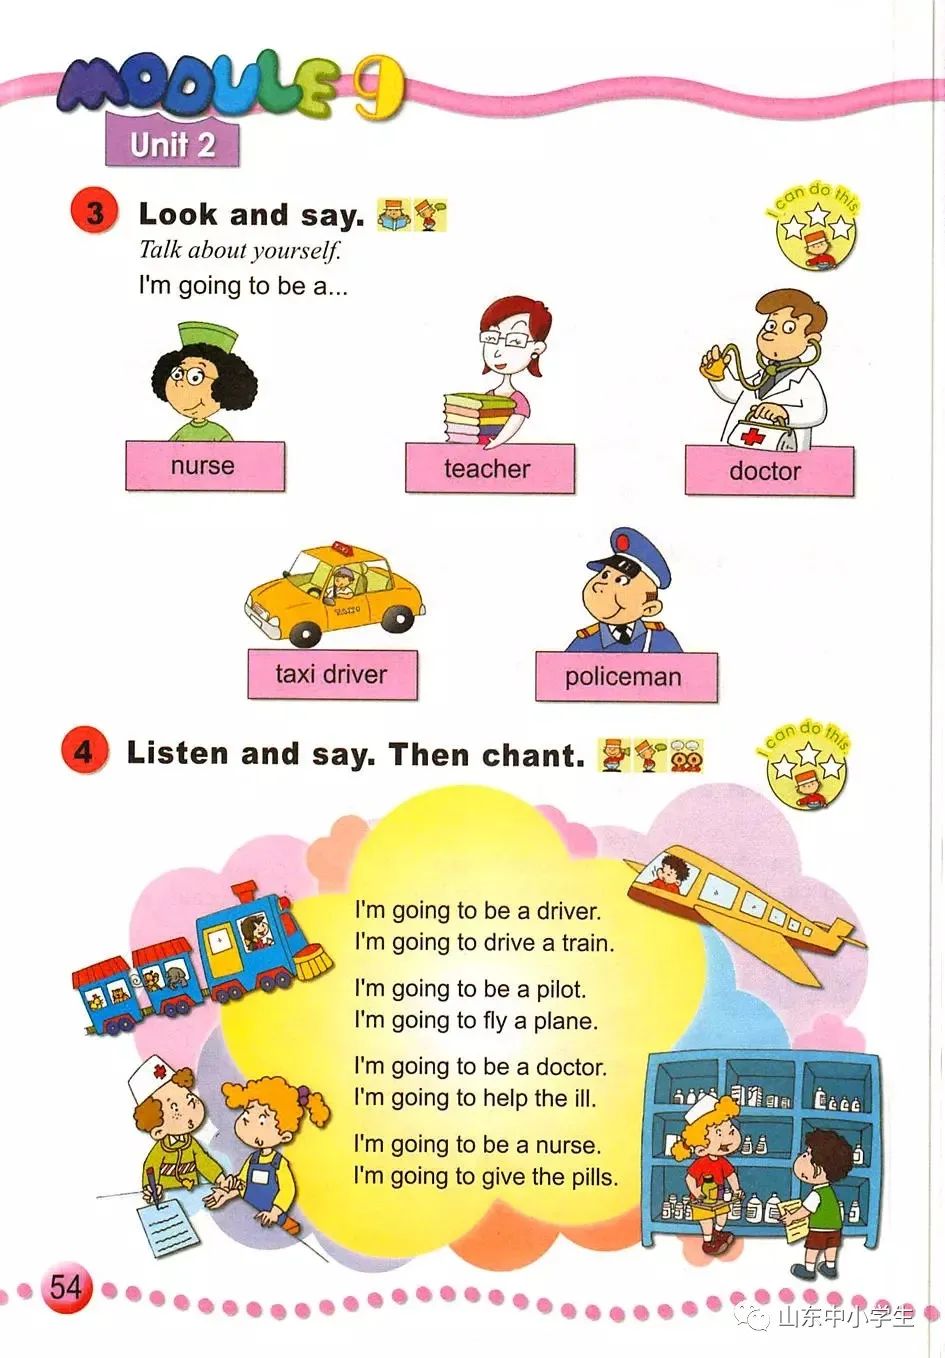 MODULE 9
Unit 2
3 Look and say.
I can do this.
Talk about yourself.
I'm going to be a...
nurse
teacher
doctor
TAXI
taxi driver
policeman
4 Listen and say. Then chant.
I can do this.
I'm going to be a driver.
I'm going to drive a train.
I'm going to be a pilot.
I'm going to fly a plane.
I'm going to be a doctor.
I'm going to help the ill.
I'm going to be a nurse.
I'm going to give the pills.
54
山东中小学生